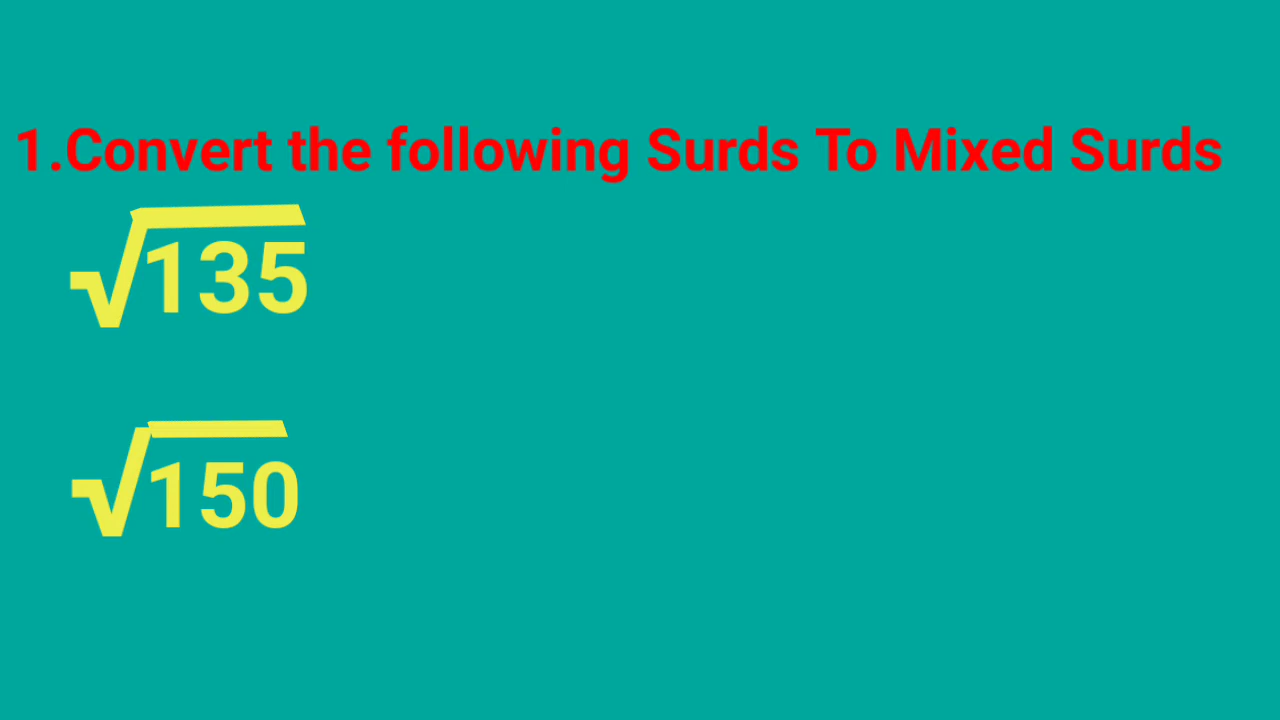 1.Convert the following Surds To Mixed Surds
√135
√150